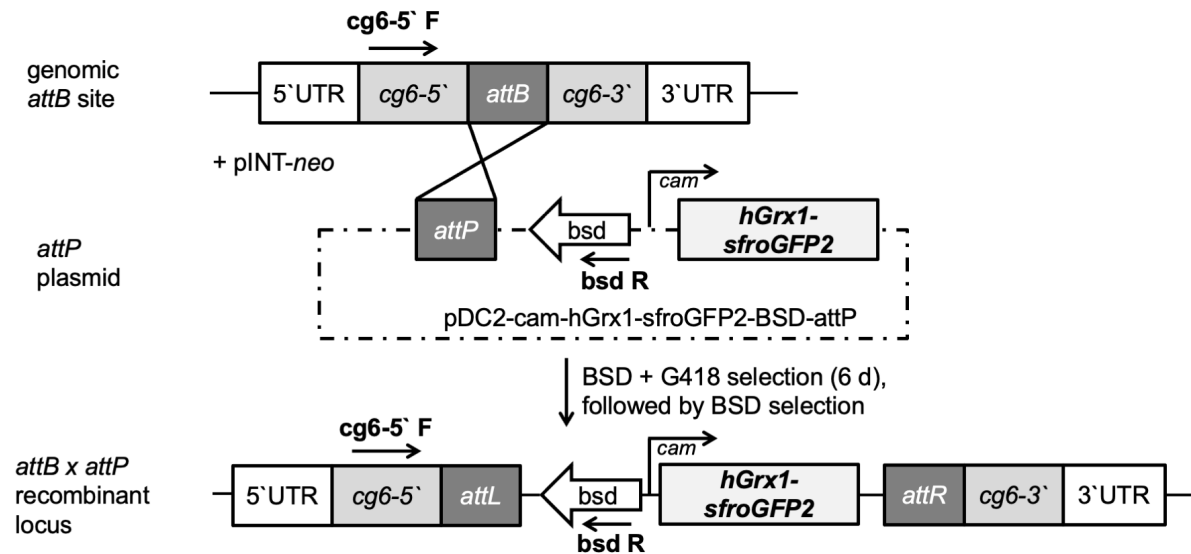 cg6-5` F
genomic
attB site
5`UTR cg6-5` attB cg6-3` 3`UTR
+ pINT-neo
cam
attP
plasmid
attP bsd hGrx1-
sfroGFP2
bsd R
pDC2-cam-hGrx1-sfroGFP2-BSD-attP
BSD + G418 selection (6 d),
followed by BSD selection
cg6-5` F
cam
attB x attP
recombinant
locus
5`UTR cg6-5` attL bsd hGrx1-
sfroGFP2 attR cg6-3` 3`UTR
bsd R